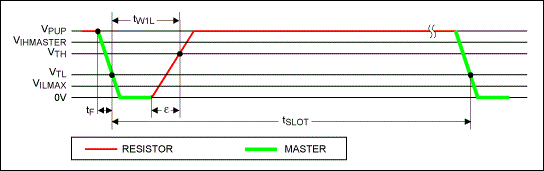 VPUP
tW1L
VIHMASTER
VTH
VTL
VILMAX
0V
tF
ε
tSLOT
RESISTOR
MASTER